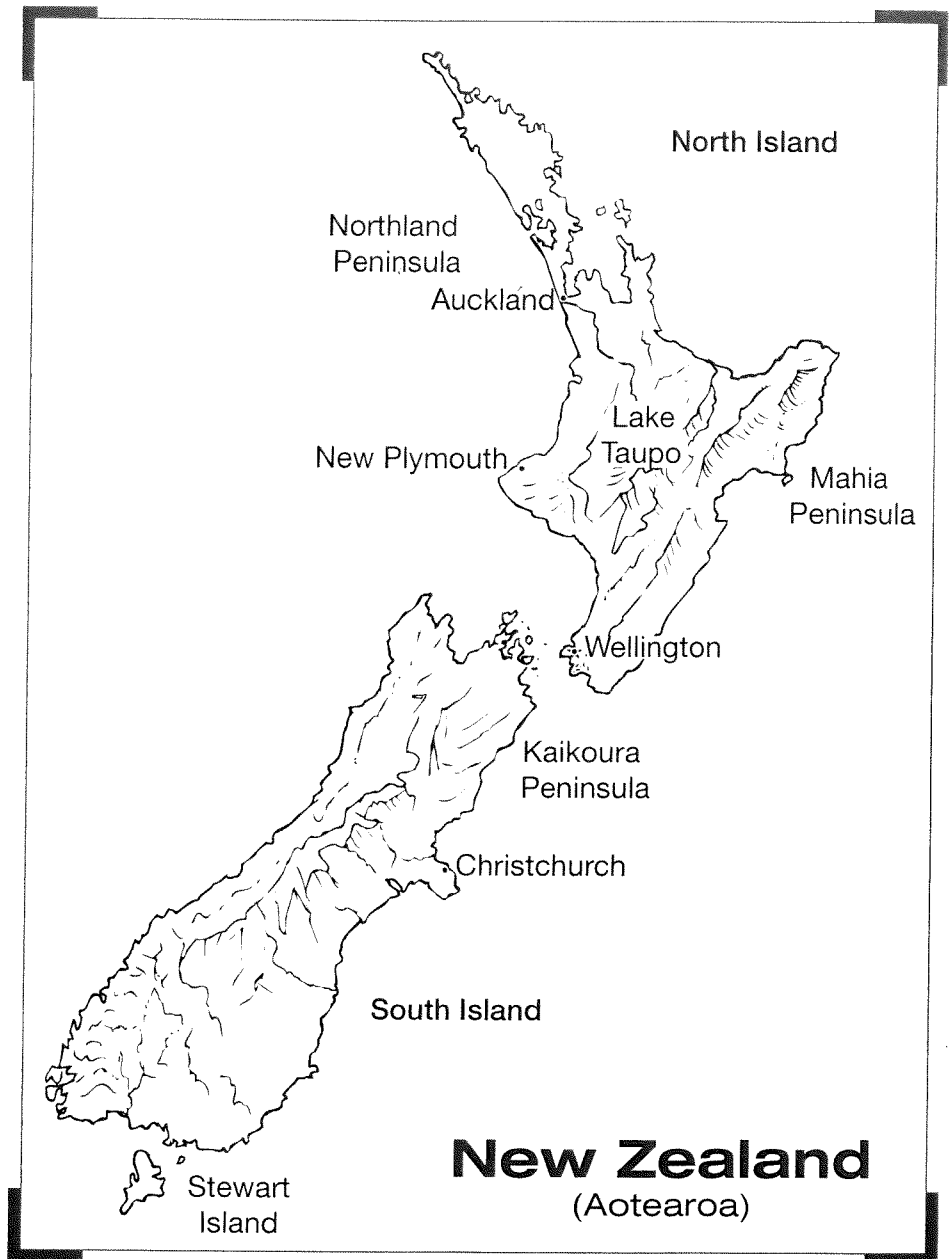 North Island
Northland
Peninsula
Auckland
Lake
Taupo
New Plymouth
Mahia
Peninsula
Wellington
Kaikoura
Peninsula
Christchurch
South Island
New Zealand
(Aotearoa)
Stewart
Island